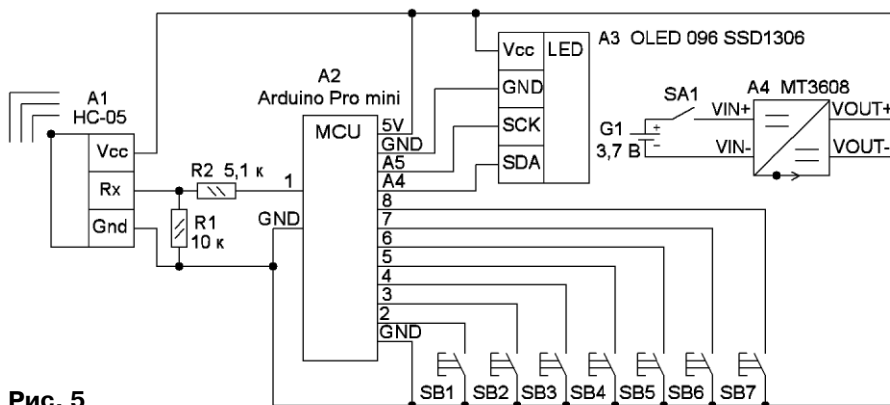 A1
HC-05
Vcc
Rx
Gnd
R2 5,1 к
R1
10 к
A2
Arduino Pro mini
MCU
1
GND
5V
GND
A5
A4
8
7
6
5
4
3
2
GND
A3 OLED 096 SSD1306
Vcc
LED
GND
SCK
SDA
SA1
G1
+
-
3,7 В
A4 MT3608
VIN+
VIN-
VOUT+
VOUT-
SB1
SB2
SB3
SB4
SB5
SB6
SB7
Рис. 5